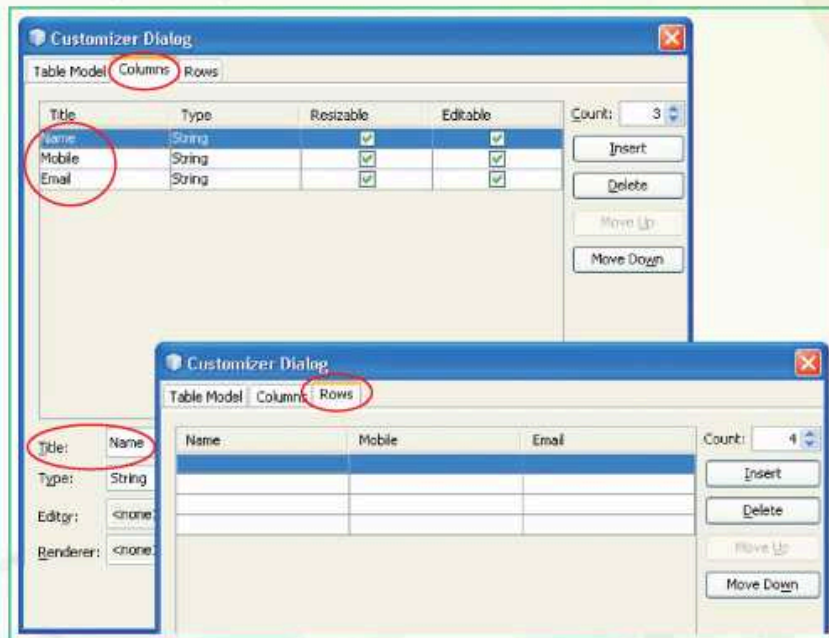 Customizer Dialog
Table Model Columns Rows
Title Type Resizable Editable
Name String
Mobile String
Email String
Count: 3
Insert
Delete
Move Up
Move Down
Title: Name
Type: String
Editor: <none>
Renderer: <none>
Customizer Dialog
Table Model Columns Rows
Name Mobile Email
Count: 4
Insert
Delete
Move Up
Move Down